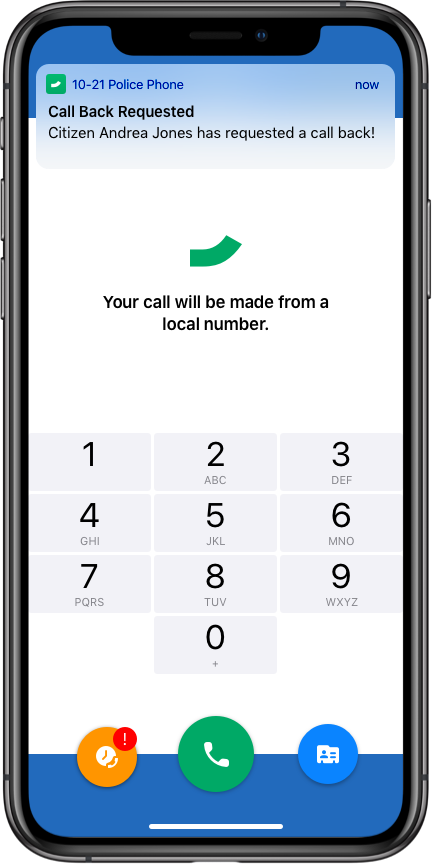 10-21 Police Phone now
Call Back Requested
Citizen Andrea Jones has requested a call back!
Your call will be made from a
local number.
1 2 3
ABC DEF
4 5 6
GHI JKL MNO
7 8 9
PQRS TUV WXYZ
0
+
!